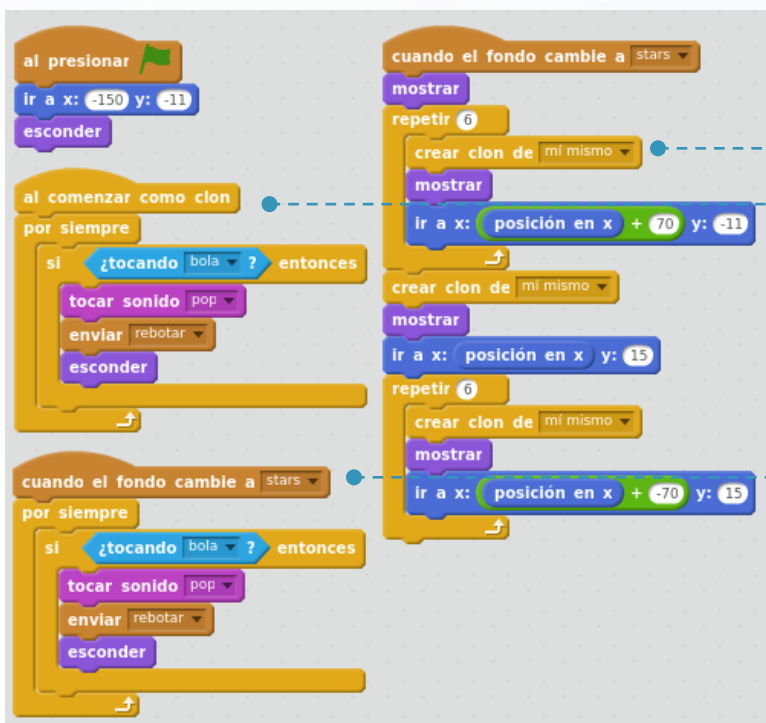 al presionar
ir a x: -150 y: -11
esconder
al comenzar como clon
por siempre
si ¿tocando bola ? entonces
tocar sonido pop
enviar rebotar
esconder
cuando el fondo cambie a stars
por siempre
si ¿tocando bola ? entonces
tocar sonido pop
enviar rebotar
esconder
cuando el fondo cambie a stars
mostrar
repetir 6
crear clon de mí mismo
mostrar
ir a x: posición en x + 70 y: -11
crear clon de mí mismo
mostrar
ir a x: posición en x y: 15
repetir 6
crear clon de mí mismo
mostrar
ir a x: posición en x + -70 y: 15